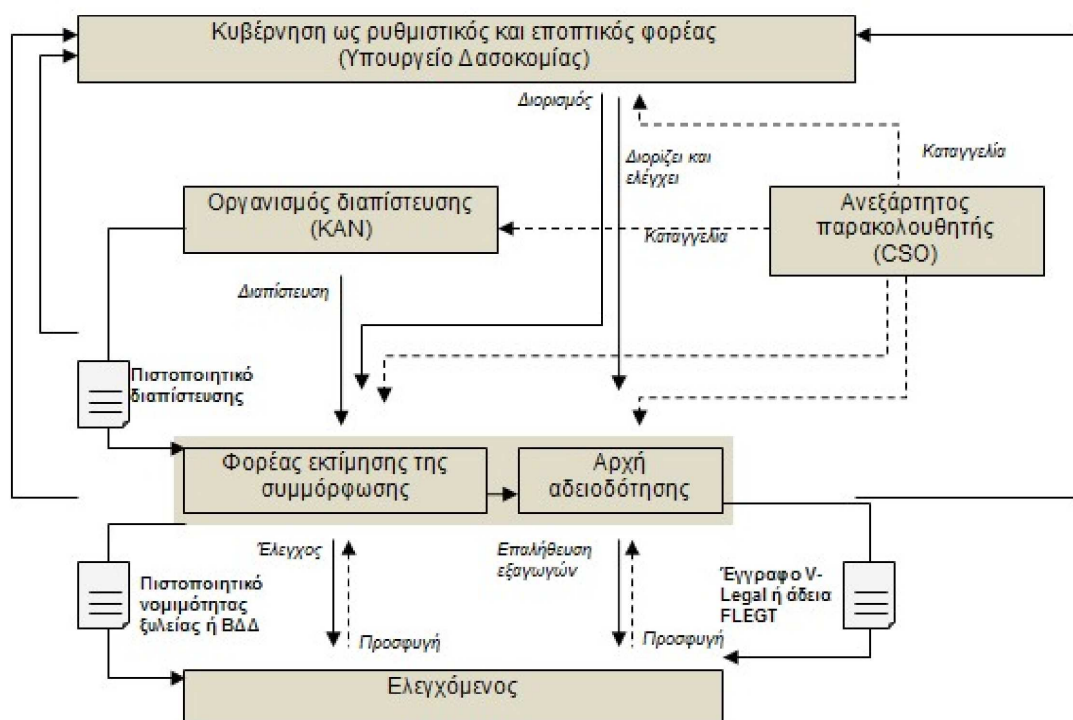 Κυβέρνηση ως ρυθμιστικός και εποπτικός φορέας
(Υπουργείο Δασοκομίας)
Διορισμός
Διορίζει και
ελέγχει
Καταγγελία
Οργανισμός διαπίστευσης
(KAN)
Καταγγελία
Ανεξάρτητος
παρακολουθητής
(CSO)
Διαπίστευση
Πιστοποιητικό
διαπίστευσης
Φορέας εκτίμησης της
συμμόρφωσης
Αρχή
αδειοδότησης
Έλεγχος
Προσφυγή
Επαλήθευση
εξαγωγών
Προσφυγή
Πιστοποιητικό
νομιμότητας
ξυλείας ή ΒΔΔ
Έγγραφο V-
Legal ή άδεια
FLEGT
Ελεγχόμενος